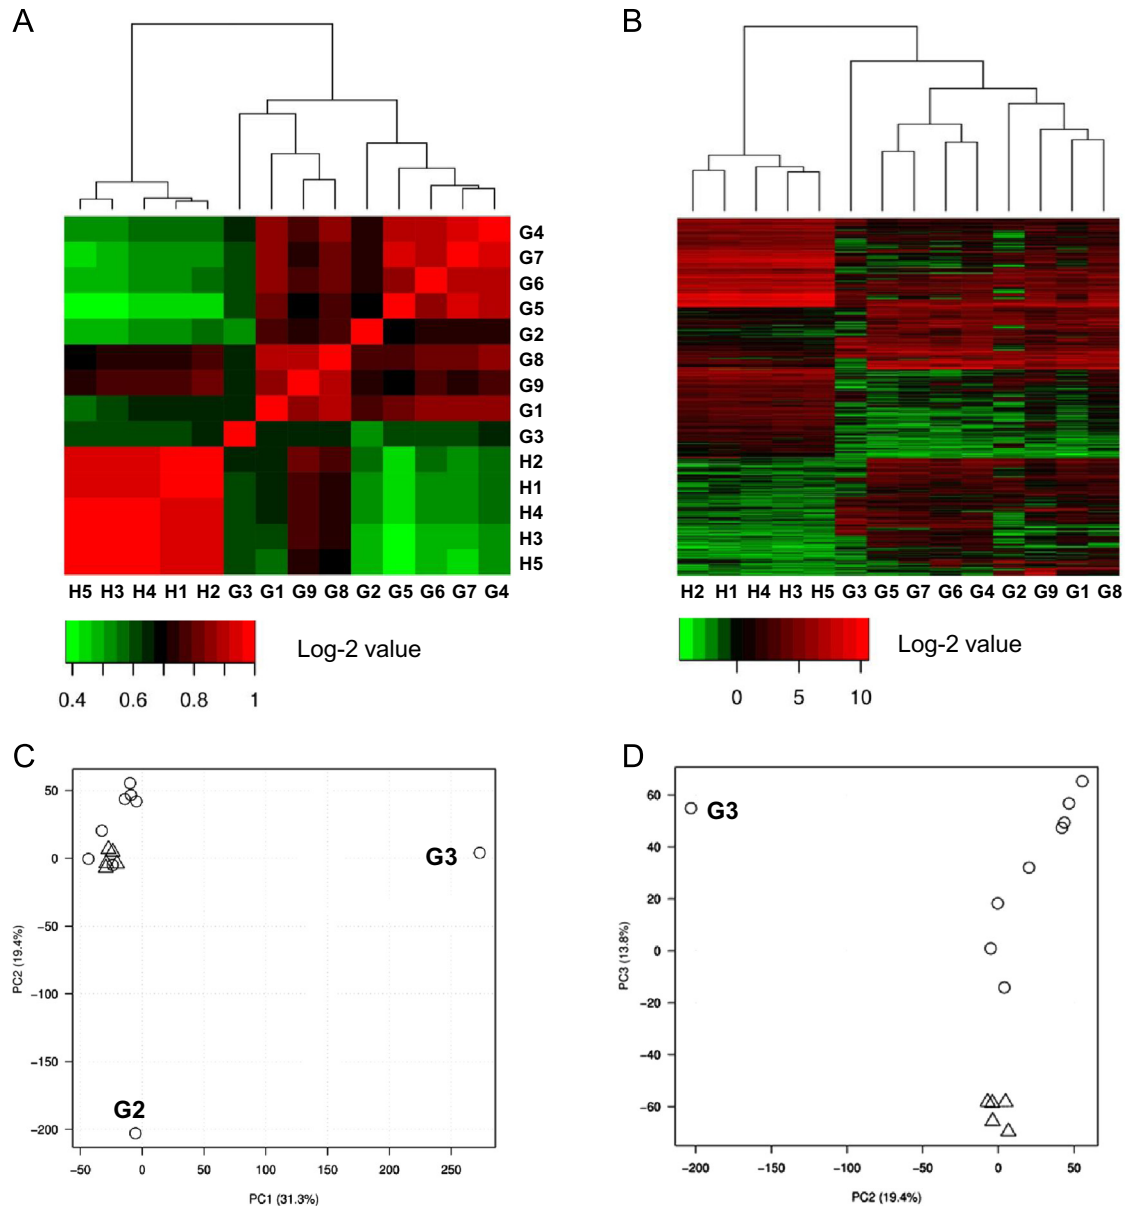 A
G4
G7
G6
G5
G2
G8
G9
G1
G3
H2
H1
H4
H3
H5
H5 H3 H4 H1 H2 G3 G1 G9 G8 G2 G5 G6 G7 G4
Log-2 value
0.4 0.6 0.8 1
B
H2 H1 H4 H3 H5 G3 G5 G7 G6 G4 G2 G9 G1 G8
Log-2 value
0 5 10
C
PC2 (19.4%)
50
0
−50
−100
−150
−200
G3
G2
−50 0 50 100 150 200 250
PC1 (31.3%)
D
PC3 (13.8%)
60
40
20
0
−20
−40
−60
G3
−200 −150 −100 −50 0 50
PC2 (19.4%)